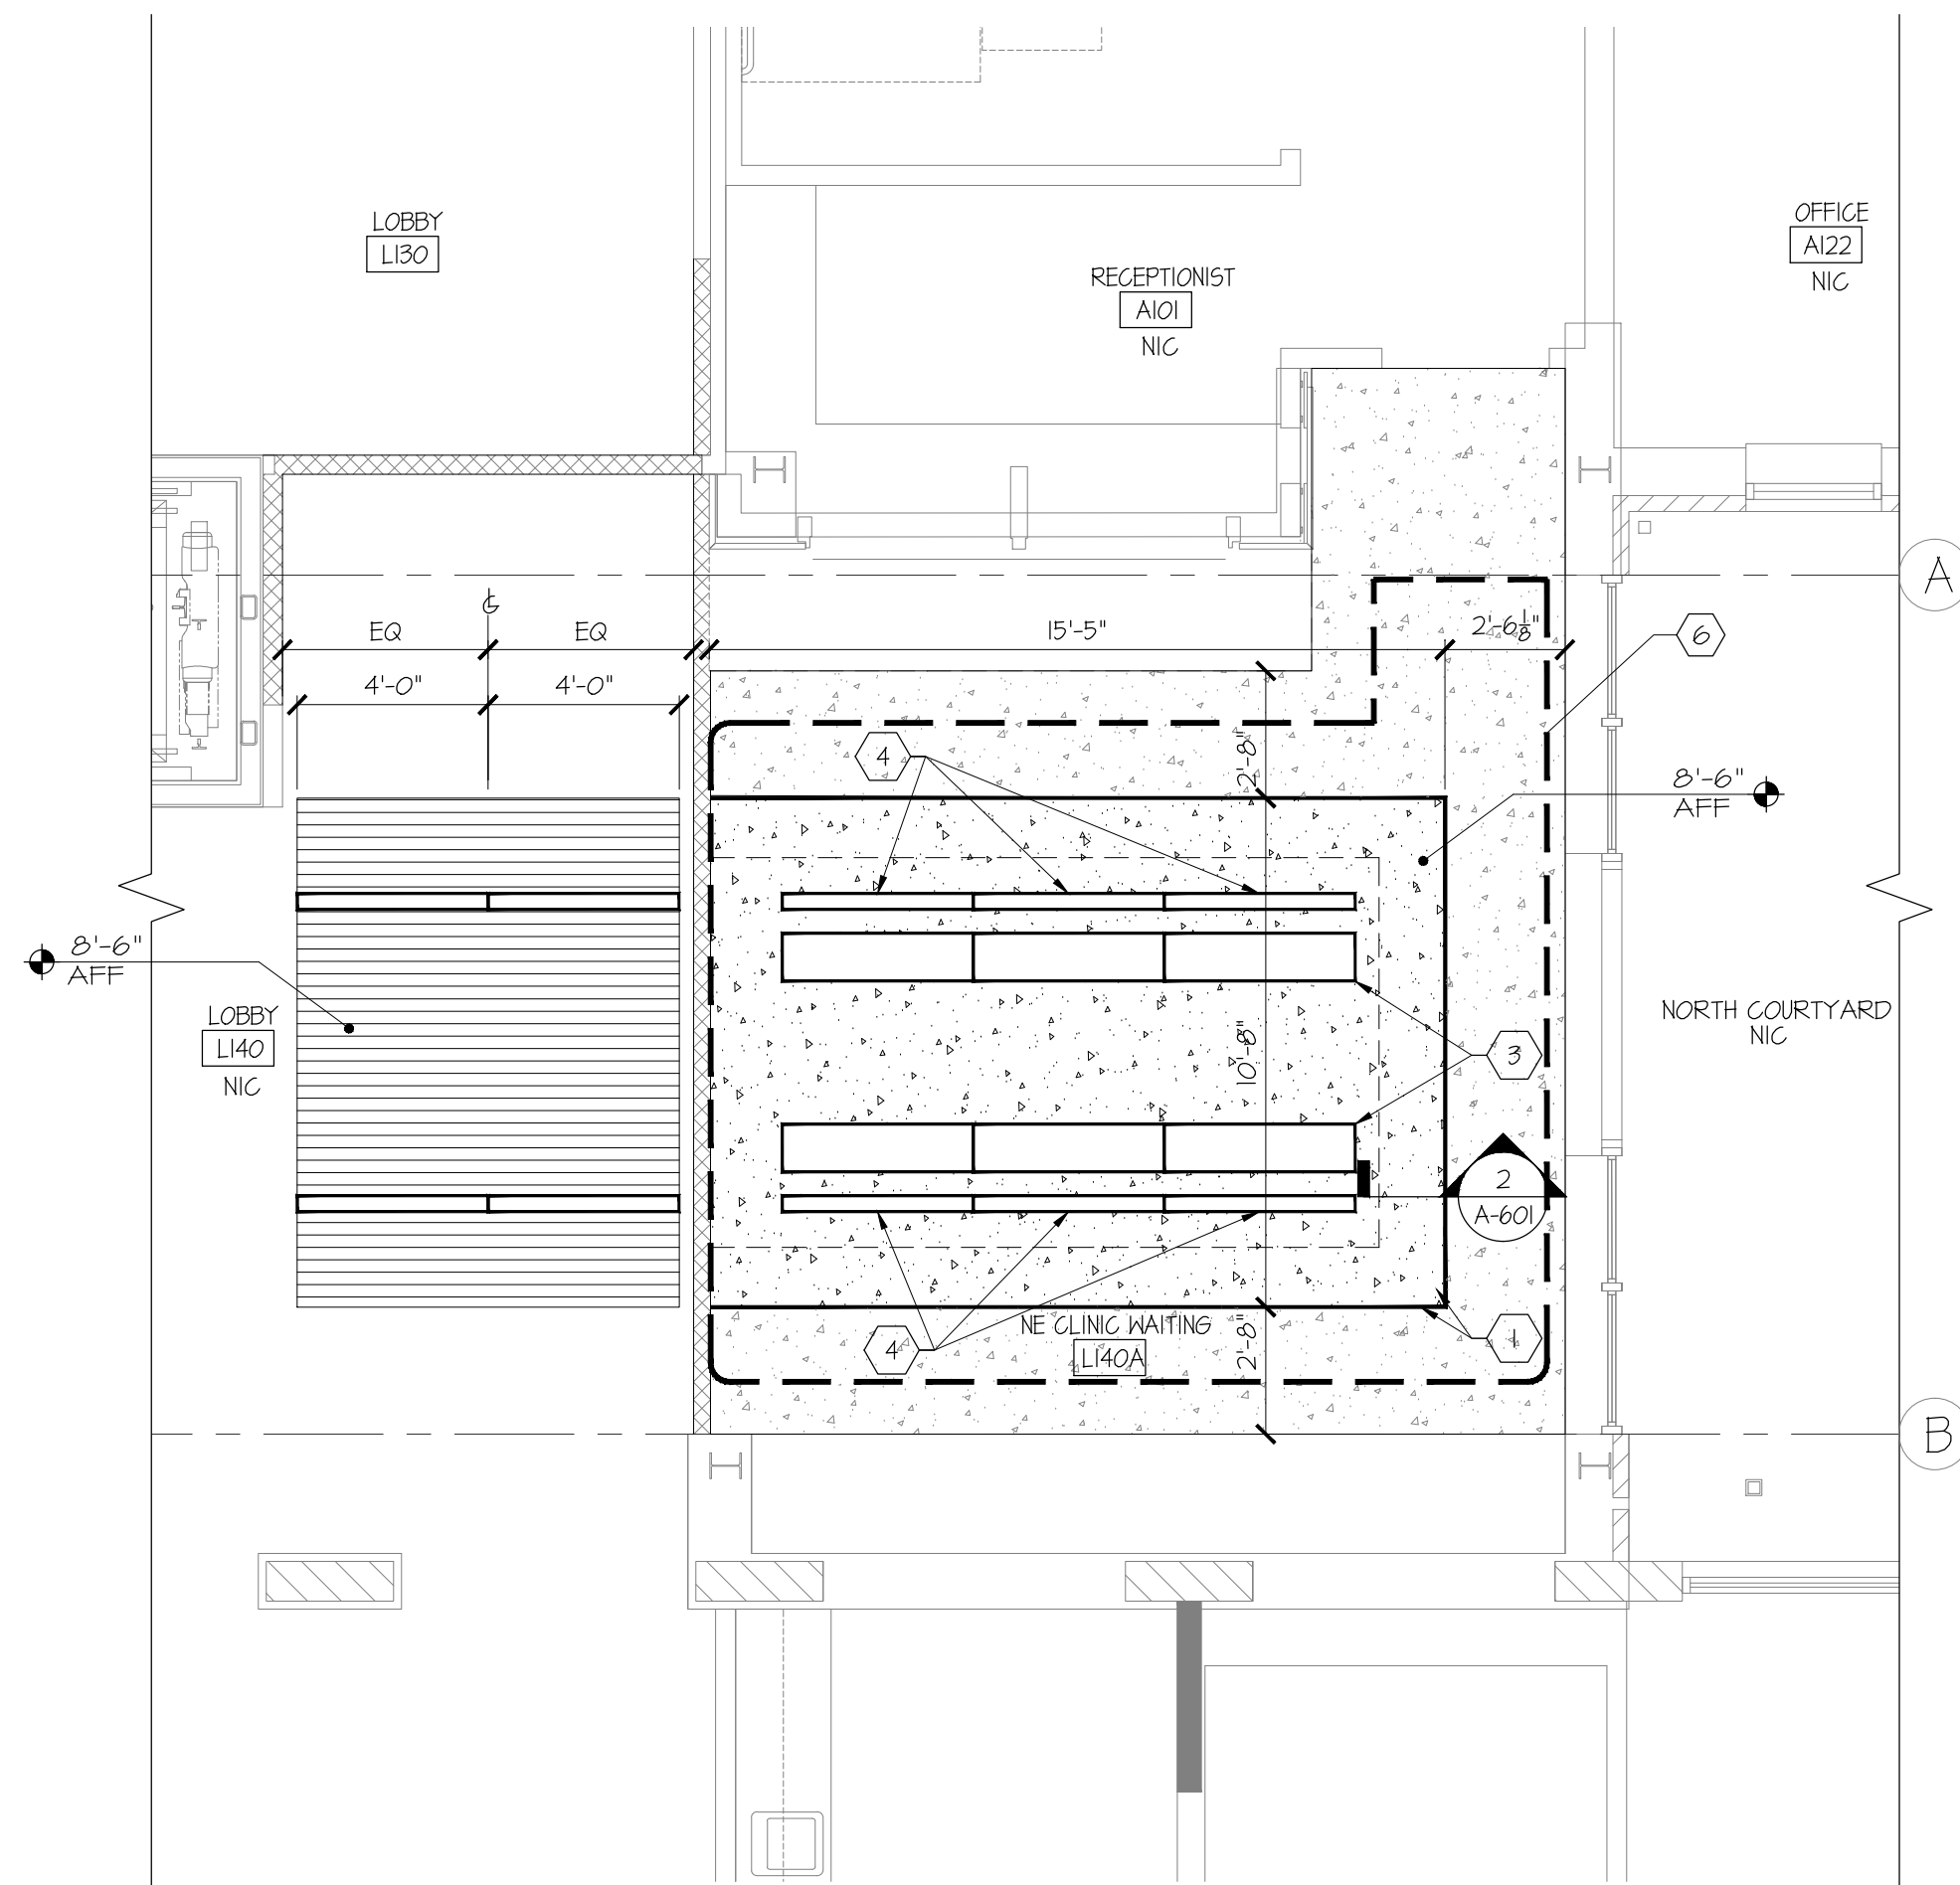 OFFICE
A122
NIC
LOBBY
L130
RECEPTIONIST
A101
NIC
A
EQ
EQ
15'-5"
2'-6 1/8"
6
4'-0"
4'-0"
4
2'-8"
8'-6"
AFF
8'-6"
AFF
LOBBY
L140
NIC
NORTH COURTYARD
NIC
10'-8"
3
2
A-601
NE CLINIC WAITING
L140A
4
2'-8"
1
B